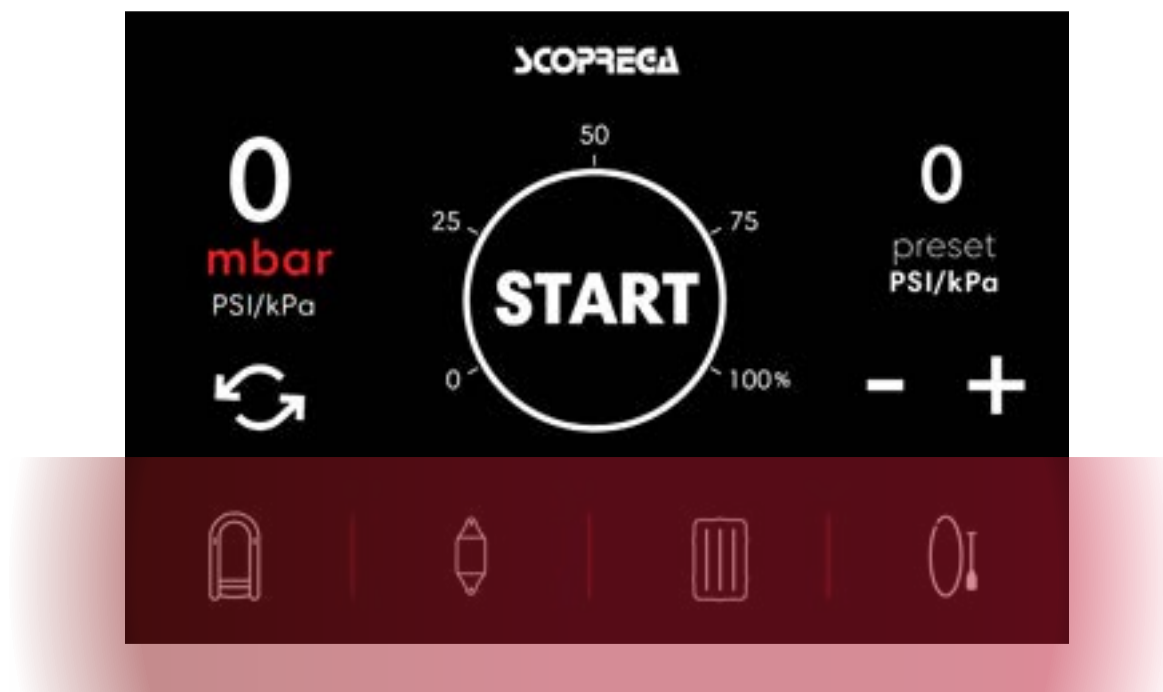 SCOPREGA
50
25
75
0
100%
START
0
mbar
PSI/kPa
0
preset
PSI/kPa
- +